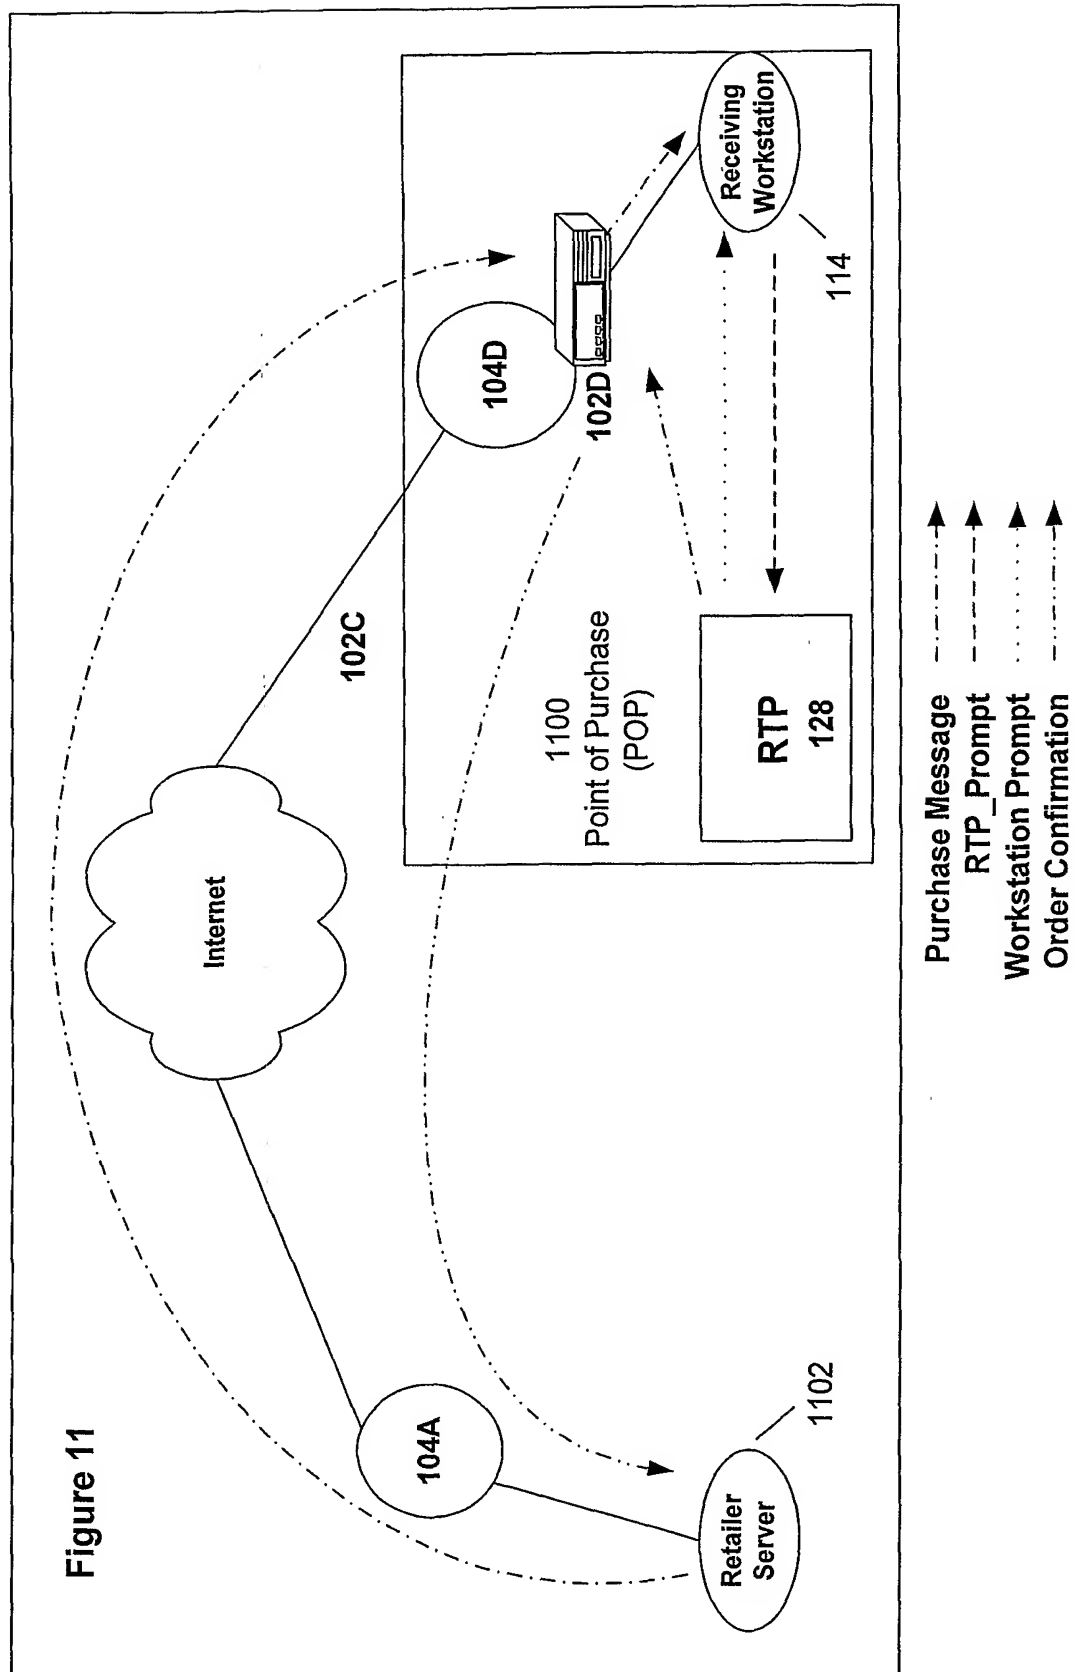 Figure 11
Internet
104A
102C
104D
102D
1100
Point of Purchase
(POP)
RTP
128
Retailer
Server
1102
Receiving
Workstation
114
Purchase Message
RTP_Prompt
Workstation Prompt
Order Confirmation